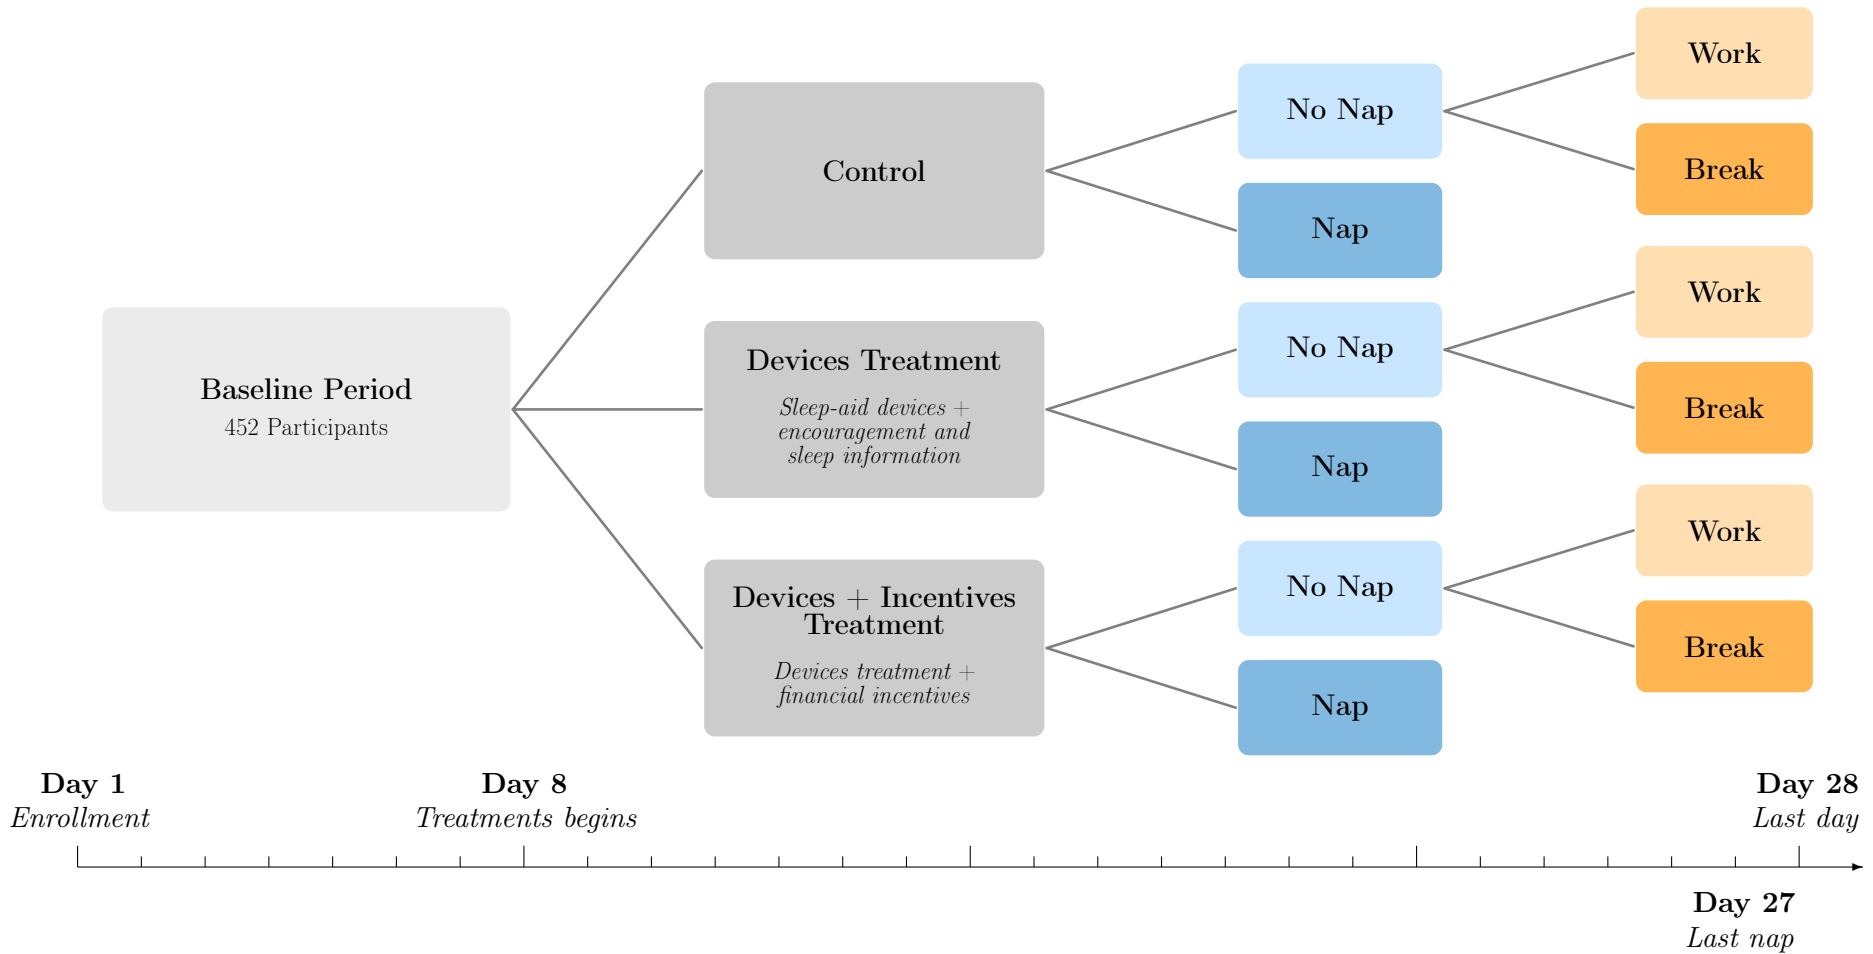 Baseline Period
452 Participants
Control
Devices Treatment
Sleep-aid devices +
encouragement and
sleep information
Devices + Incentives
Treatment
Devices treatment +
financial incentives
No Nap
Nap
No Nap
Nap
No Nap
Nap
Work
Break
Work
Break
Work
Break
Day 1
Enrollment
Day 8
Treatments begins
Day 28
Last day
Day 27
Last nap